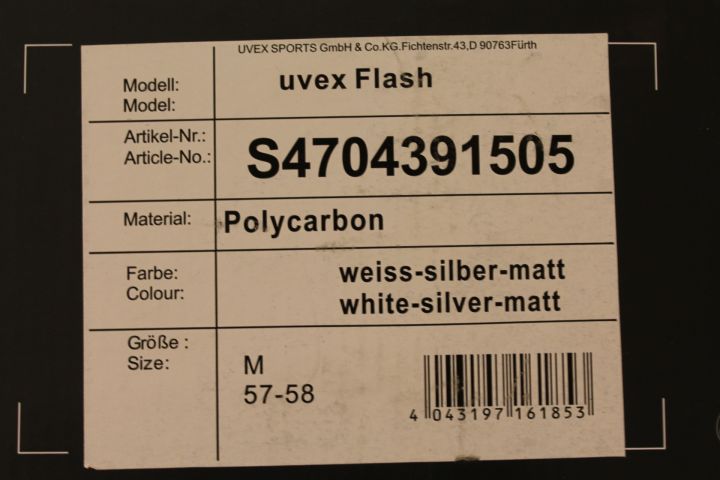 UVEX SPORTS GmbH & Co.KG.Fichtenstr.43,D 90763Fürth
Modell: uvex Flash
Model:
Artikel-Nr.: S4704391505
Article-No.:
Material: Polycarbon
Farbe: weiss-silber-matt
Colour: white-silver-matt
Größe :
Size: M
57-58
4 043197 161853